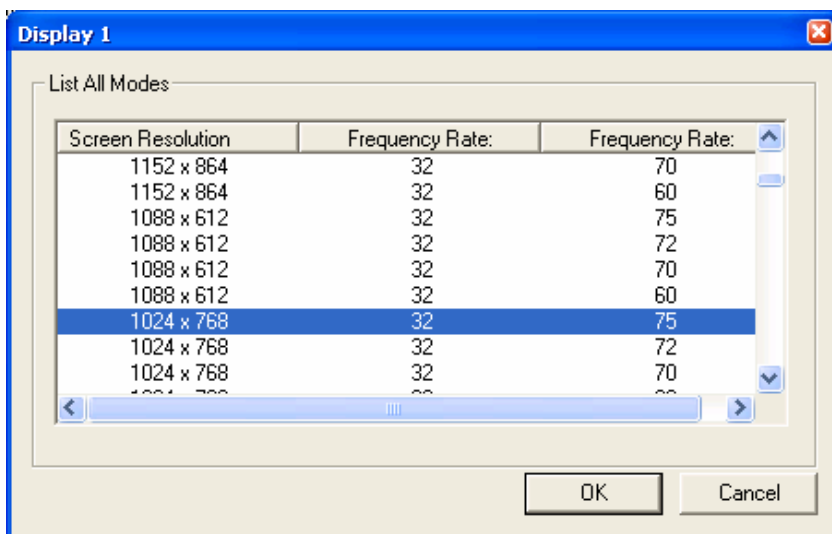 Display 1
List All Modes
Screen Resolution Frequency Rate: Frequency Rate:
1152 x 864 32 70
1152 x 864 32 60
1088 x 612 32 75
1088 x 612 32 72
1088 x 612 32 70
1088 x 612 32 60
1024 x 768 32 75
1024 x 768 32 72
1024 x 768 32 70
OK Cancel